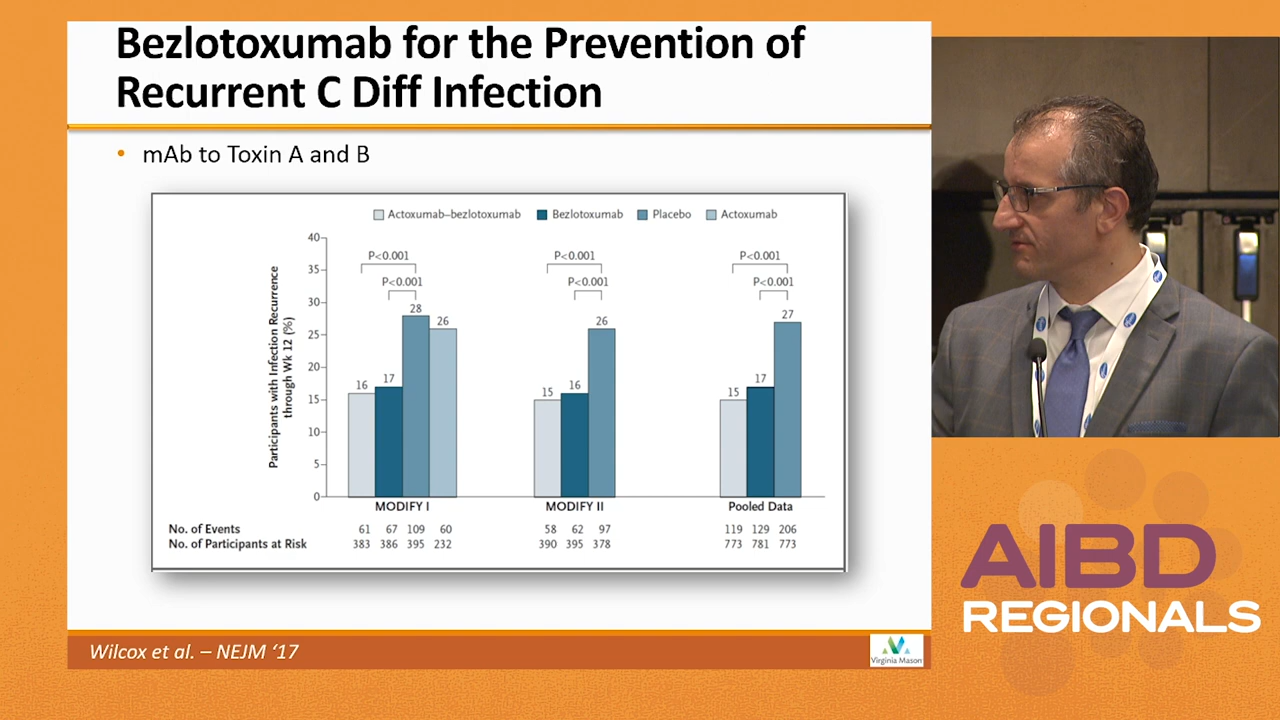 Bezlotoxumab for the Prevention of
Recurrent C Diff Infection
• mAb to Toxin A and B
Actoxumab–bezlotoxumab Bezlotoxumab Placebo Actoxumab
Participants with Infection Recurrence
through Wk 12 (%)
40
35
30
25
20
15
10
5
0
P<0.001
P<0.001
16 17 28 26
P<0.001
P<0.001
15 16 26
P<0.001
P<0.001
15 17 27
MODIFY I MODIFY II Pooled Data
No. of Events 61 67 109 60 58 62 97 119 129 206
No. of Participants at Risk 383 386 395 232 390 395 378 773 781 773
Wilcox et al. – NEJM ‘17
Virginia Mason
AIBD
REGIONALS